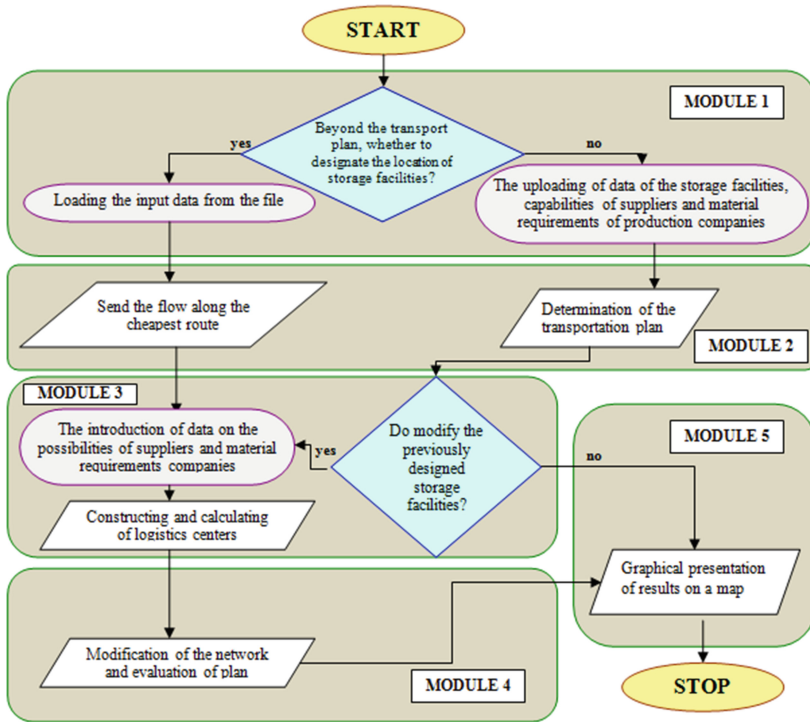 START
MODULE 1
Beyond the transport
plan, whether to
designate the location of
storage facilities?
yes
no
Loading the input data from the file
The uploading of data of the storage facilities,
capabilities of suppliers and material
requirements of production companies
Send the flow along the
cheapest route
Determination of the
transportation plan
MODULE 2
MODULE 3
The introduction of data on the
possibilities of suppliers and material
requirements companies
yes
Do modify the
previously
designed
storage
facilities?
no
MODULE 5
Constructing and calculating
of logistics centers
Graphical presentation
of results on a map
Modification of the network
and evaluation of plan
MODULE 4
STOP